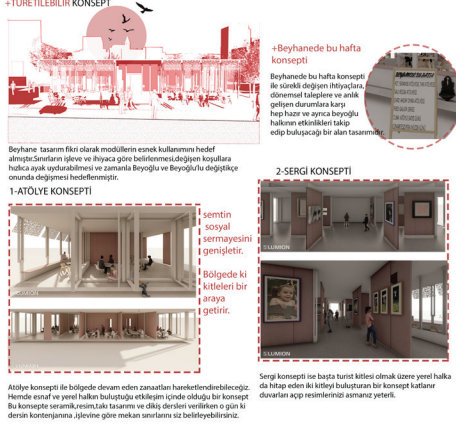 +TÜRETİLEBİLİR KONSEPT
+Beyhanede bu hafta
konsepti
Beyhanede bu hafta konsepti
ile sürekli değişen ihtiyaçlara,
dönemsel taleplere ve anlık
gelişen durumlara karşı
hep hazır ve ayrıca beyoğlu
halkının etkinlikleri takip
edip buluşacağı bir alan tasarımıdır.
Beyhane tasarım fikri olarak modüllerin esnek kullanımını hedef
almıştır.Sınırların işleve ve ihiyaca göre belirlenmesi,değişen koşullara
hızlıca ayak uydurabilmesi ve zamanla Beyoğlu ve Beyoğlu'lu değiştikçe
onunda değişmesi hedeflenmiştir.
1-ATÖLYE KONSEPTİ
semtin
sosyal
sermayesini
genişletir.
Bölgede ki
kitleleri bir
araya
getirir.
LUMION
LUMION
Atölye konsepti ile bölgede devam eden zanaatları hareketlendirebileceğiz.
Hemde esnaf ve yerel halkın buluştuğu etkileşim içinde olduğu bir konsept
Bu konsepte seramik,resim,takı tasarımı ve dikiş dersleri verilirken o gün ki
dersin kontenjanına ,işlevine göre mekan sınırlarını siz belirleyebilirsiniz.
2-SERGİ KONSEPTİ
LUMION
LUMION
Sergi konsepti ise başta turist kitlesi olmak üzere yerel halka
da hitap eden iki kitleyi buluşturan bir konsept katlanır
duvarları açıp resimlerinizi asmanız yeterli.